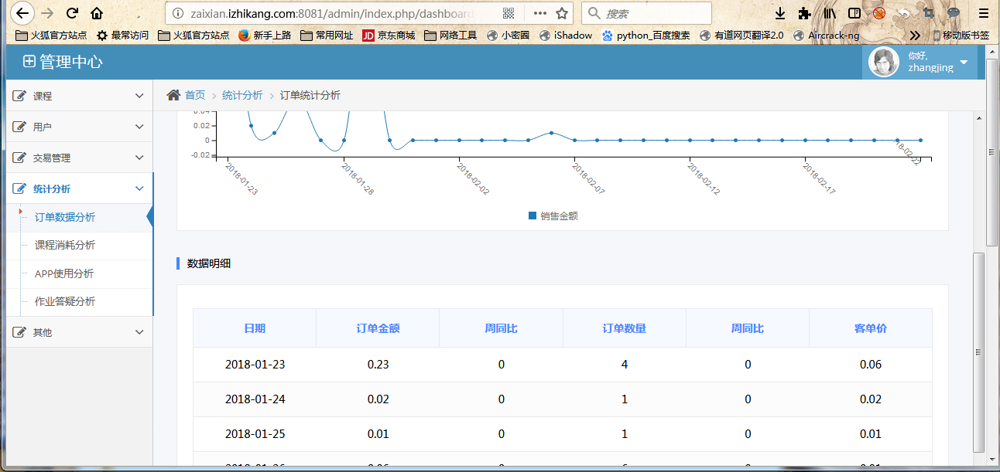 zaixian.izhikang.com:8081/admin/index.php/dashboard
搜索
火狐官方站点 最常访问 火狐官方站点 新手上路 常用网址 JD 京东商城 网络工具 小密圈 iShadow python_百度搜索 有道网页翻译2.0 Aircrack-ng 移动版书签
管理中心
你好,
zhangjing
课程
用户
交易管理
统计分析
订单数据分析
课程消耗分析
APP使用分析
作业答疑分析
其他
首页 > 统计分析 > 订单统计分析
0.04
0.02
0
-0.02
2018-01-23 2018-01-28 2018-02-02 2018-02-07 2018-02-12 2018-02-17 18-02-22
销售金额
数据明细
日期 订单金额 周同比 订单数量 周同比 客单价
2018-01-23 0.23 0 4 0 0.06
2018-01-24 0.02 0 1 0 0.02
2018-01-25 0.01 0 1 0 0.01